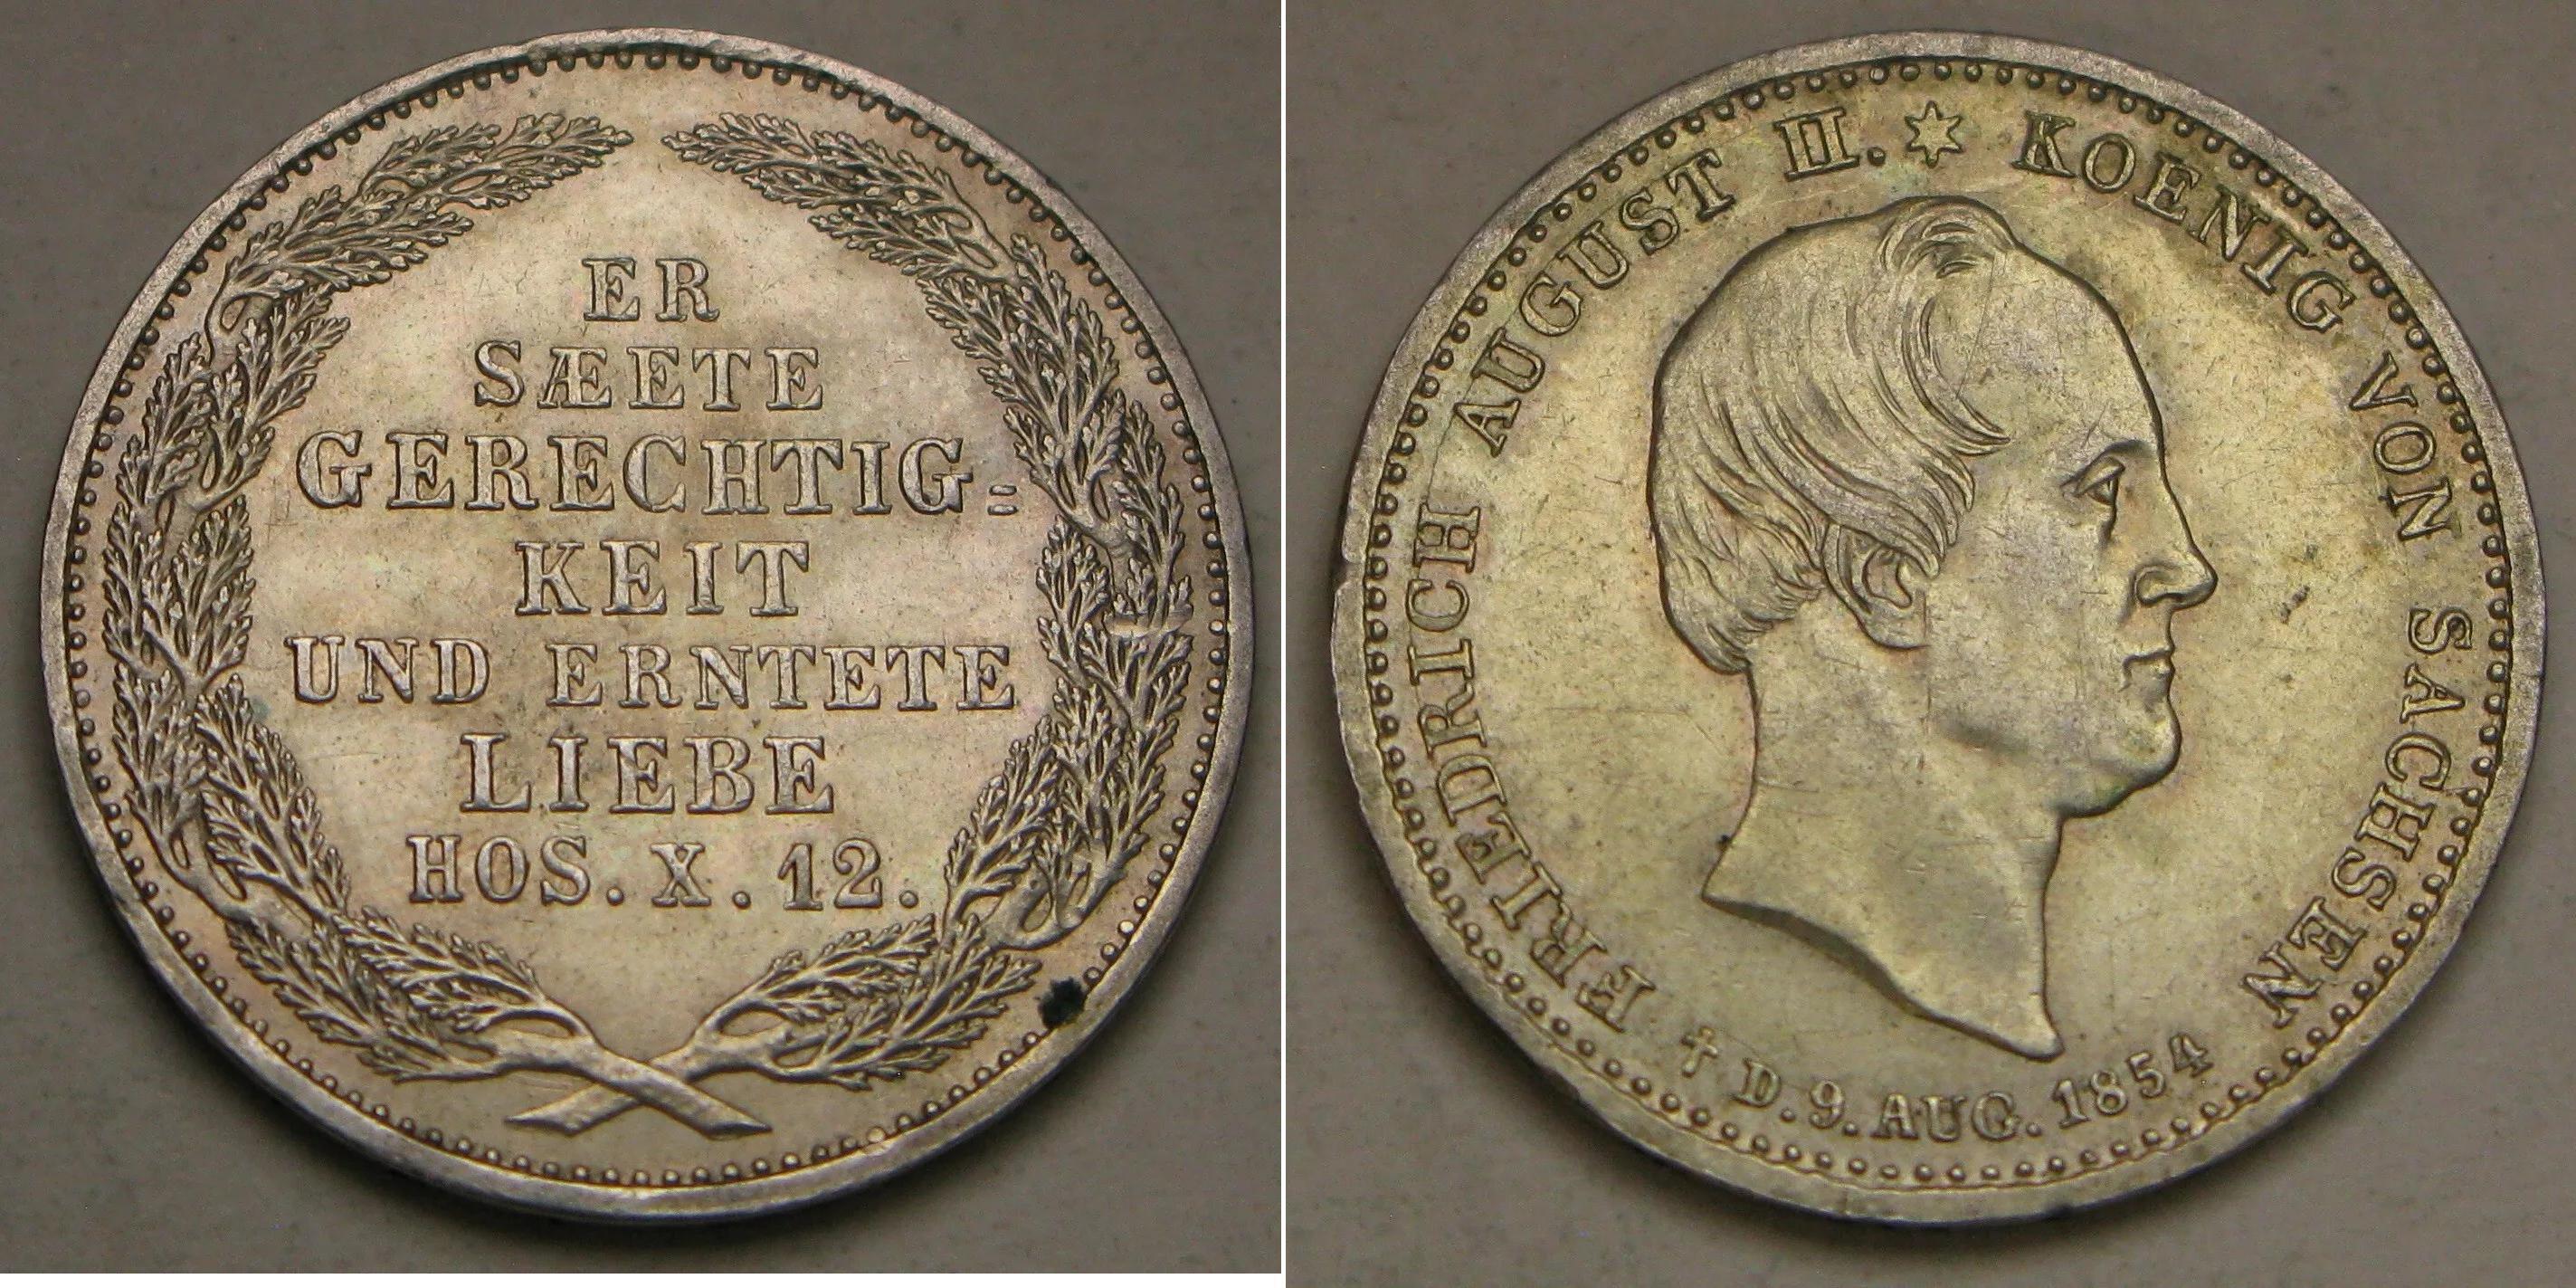 ER
SÆETE
GERECHTIG=
KEIT
UND ERNTETE
LIEBE
HOS. X. 12.
FRIEDRICH AUGUST II. ✶ KOENIG VON SACHSEN
† D. 9. AUG. 1854